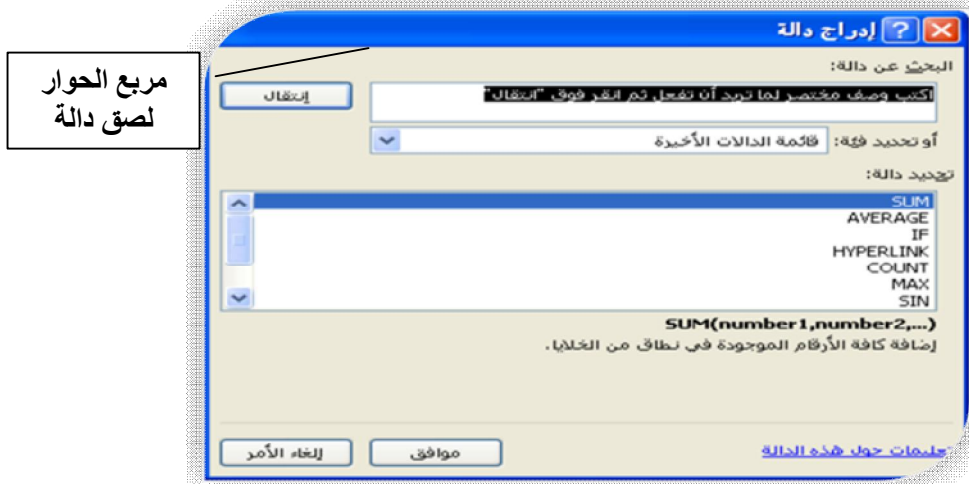 إدراج دالة
مربع الحوار
لصق دالة
البحث عن دالة:
اكتب وصف مختصر لما تريد أن تفعل ثم انقر فوق "انتقال"
إنتقال
أو تحديد فئة: قائمة الدالات الأخيرة
تحديد دالة:
SUM
AVERAGE
IF
HYPERLINK
COUNT
MAX
SIN
SUM(number1,number2,...)
إضافة كافة الأرقام الموجودة في نطاق من الخلايا.
تعليمات حول هذه الدالة
موافق
إلغاء الأمر